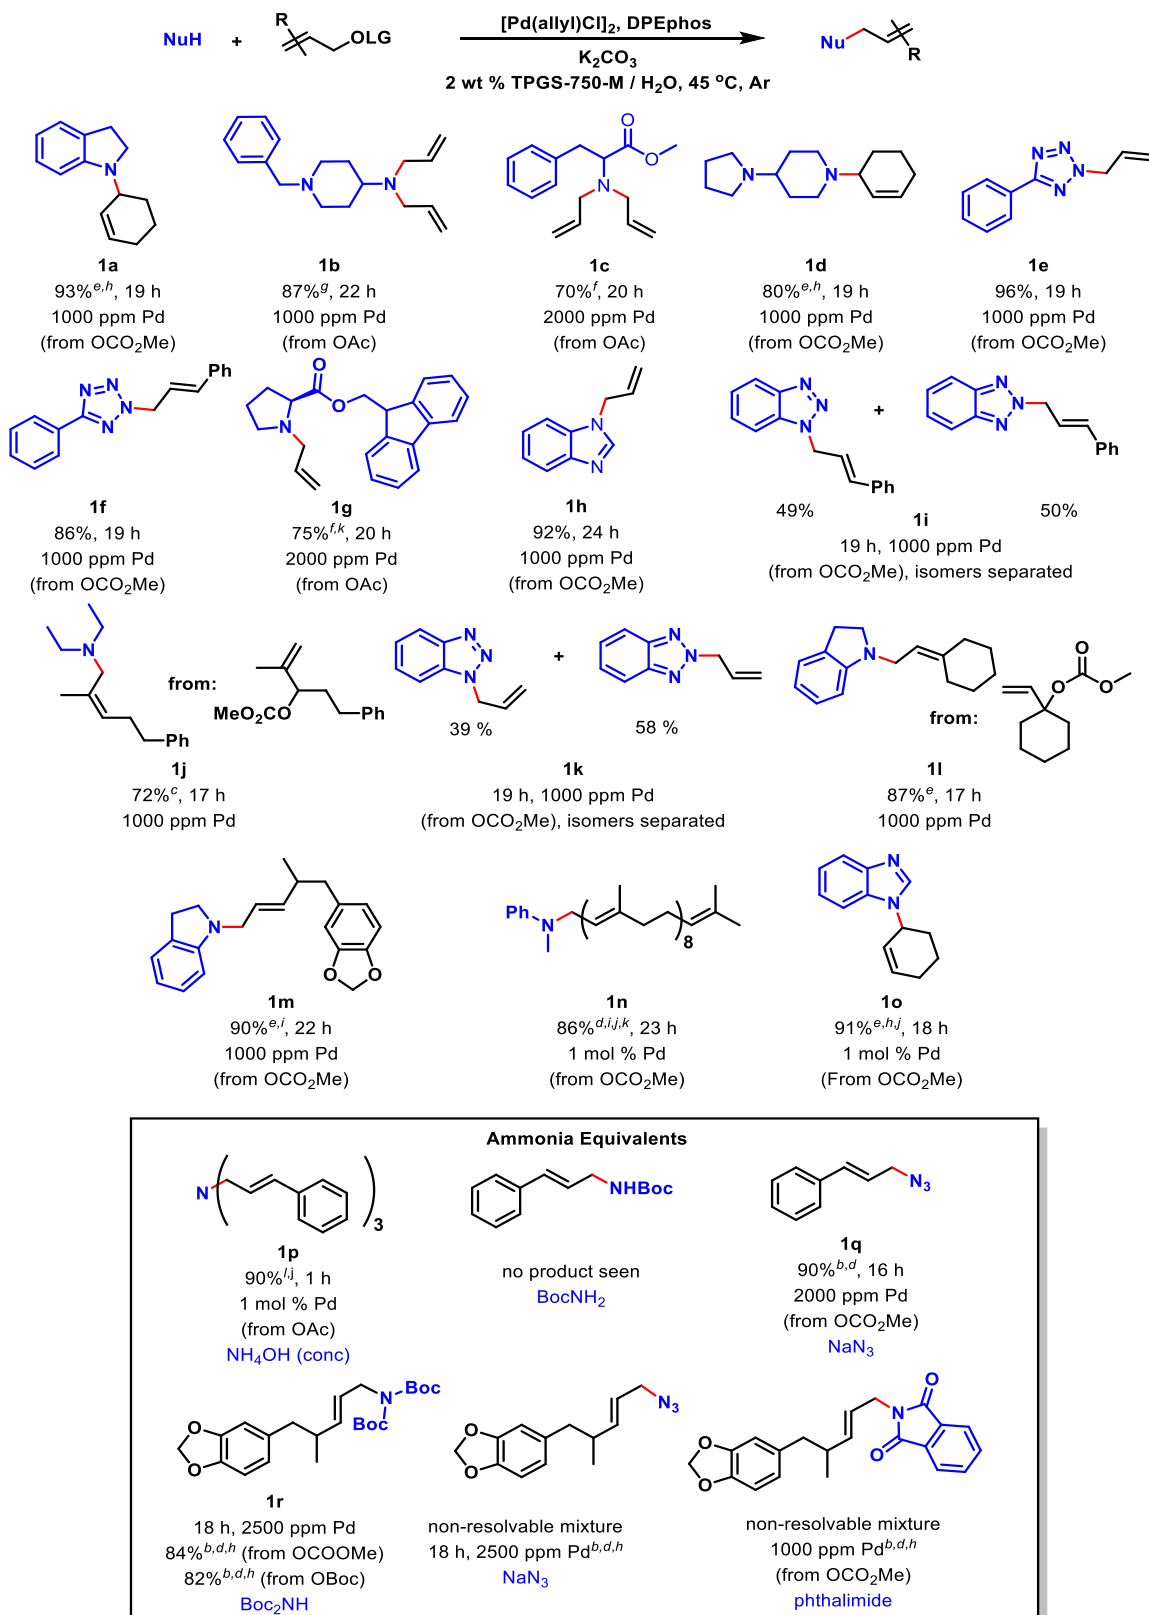 NuH + R OLG [Pd(allyl)Cl]₂, DPEphos Nu R
K₂CO₃
2 wt % TPGS-750-M / H₂O, 45 °C, Ar
N
N N
O O N
N N
N N N N
1a 1b 1c 1d 1e
93%ᵉ,ʰ, 19 h 87%ᵍ, 22 h 70%ᶠ, 20 h 80%ᵉ,ʰ, 19 h 96%, 19 h
1000 ppm Pd 1000 ppm Pd 2000 ppm Pd 1000 ppm Pd 1000 ppm Pd
(from OCO₂Me) (from OAc) (from OAc) (from OCO₂Me) (from OCO₂Me)
N N N N Ph
O O N
N N
N N N Ph + N N N Ph
49% 50%
1f 1g 1h 1i
86%, 19 h 75%ᶠ,ᵏ, 20 h 92%, 24 h 19 h, 1000 ppm Pd
1000 ppm Pd 2000 ppm Pd 1000 ppm Pd (from OCO₂Me), isomers separated
(from OCO₂Me) (from OAc) (from OCO₂Me)
N Me Ph from: Me MeO₂CO Ph
N N N + N N N
39 % 58 %
N from: O O O
1j 1k 1l
72%ᶜ, 17 h 19 h, 1000 ppm Pd 87%ᵉ, 17 h
1000 ppm Pd (from OCO₂Me), isomers separated 1000 ppm Pd
N O O
Ph N ( ) 8
N N
1m 1n 1o
90%ᵉ,ⁱ, 22 h 86%ᵈ,ⁱ,ʲ,ᵏ, 23 h 91%ᵉ,ʰ,ʲ, 18 h
1000 ppm Pd 1 mol % Pd 1 mol % Pd
(from OCO₂Me) (from OCO₂Me) (From OCO₂Me)
Ammonia Equivalents
N ( ) 3 NHBoc N₃
1p no product seen 1q
90%ˡ,ʲ, 1 h BocNH₂ 90%ᵇ,ᵈ, 16 h
1 mol % Pd 2000 ppm Pd
(from OAc) (from OCO₂Me)
NH₄OH (conc) NaN₃
O O N Boc Boc
O O N₃
O O N O O
1r
18 h, 2500 ppm Pd non-resolvable mixture non-resolvable mixture
84%ᵇ,ᵈ,ʰ (from OCOOMe) 18 h, 2500 ppm Pdᵇ,ᵈ,ʰ 1000 ppm Pdᵇ,ᵈ,ʰ
82%ᵇ,ᵈ,ʰ (from OBoc) NaN₃ (from OCO₂Me)
Boc₂NH phthalimide